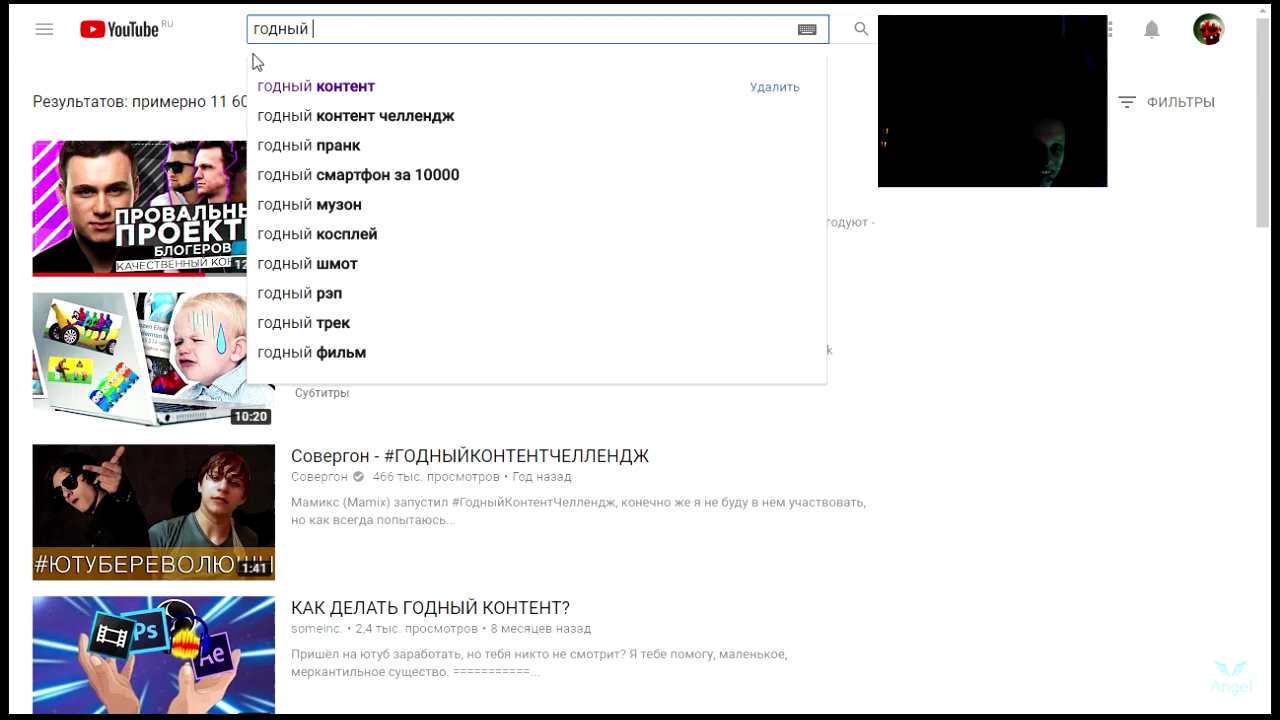 YouTube RU
годный
Результатов: примерно 11 60
ФИЛЬТРЫ
годный контент
Удалить
годный контент челлендж
годный пранк
годный смартфон за 10000
годный музон
годный косплей
годный шмот
годный рэп
годный трек
годный фильм
годуют -
k
Субтитры
ПРОВАЛЬНЫ
ПРОЕКТЫ
БЛОГЕРОВ
КАЧЕСТВЕННЫЙ КОН
12
10:20
Совергон - #ГОДНЫЙКОНТЕНТЧЕЛЛЕНДЖ
Совергон 466 тыс. просмотров • Год назад
Мамикс (Mamix) запустил #ГодныйКонтентЧеллендж, конечно же я не буду в нем участвовать,
но как всегда попытаюсь...
#ЮТУБЕРЕВОЛЮЦИ
1:41
КАК ДЕЛАТЬ ГОДНЫЙ КОНТЕНТ?
someinc. • 2,4 тыс. просмотров • 8 месяцев назад
Пришёл на ютуб заработать, но тебя никто не смотрит? Я тебе помогу, маленькое,
меркантильное существо. ===========...
Ps
Ae
Angel